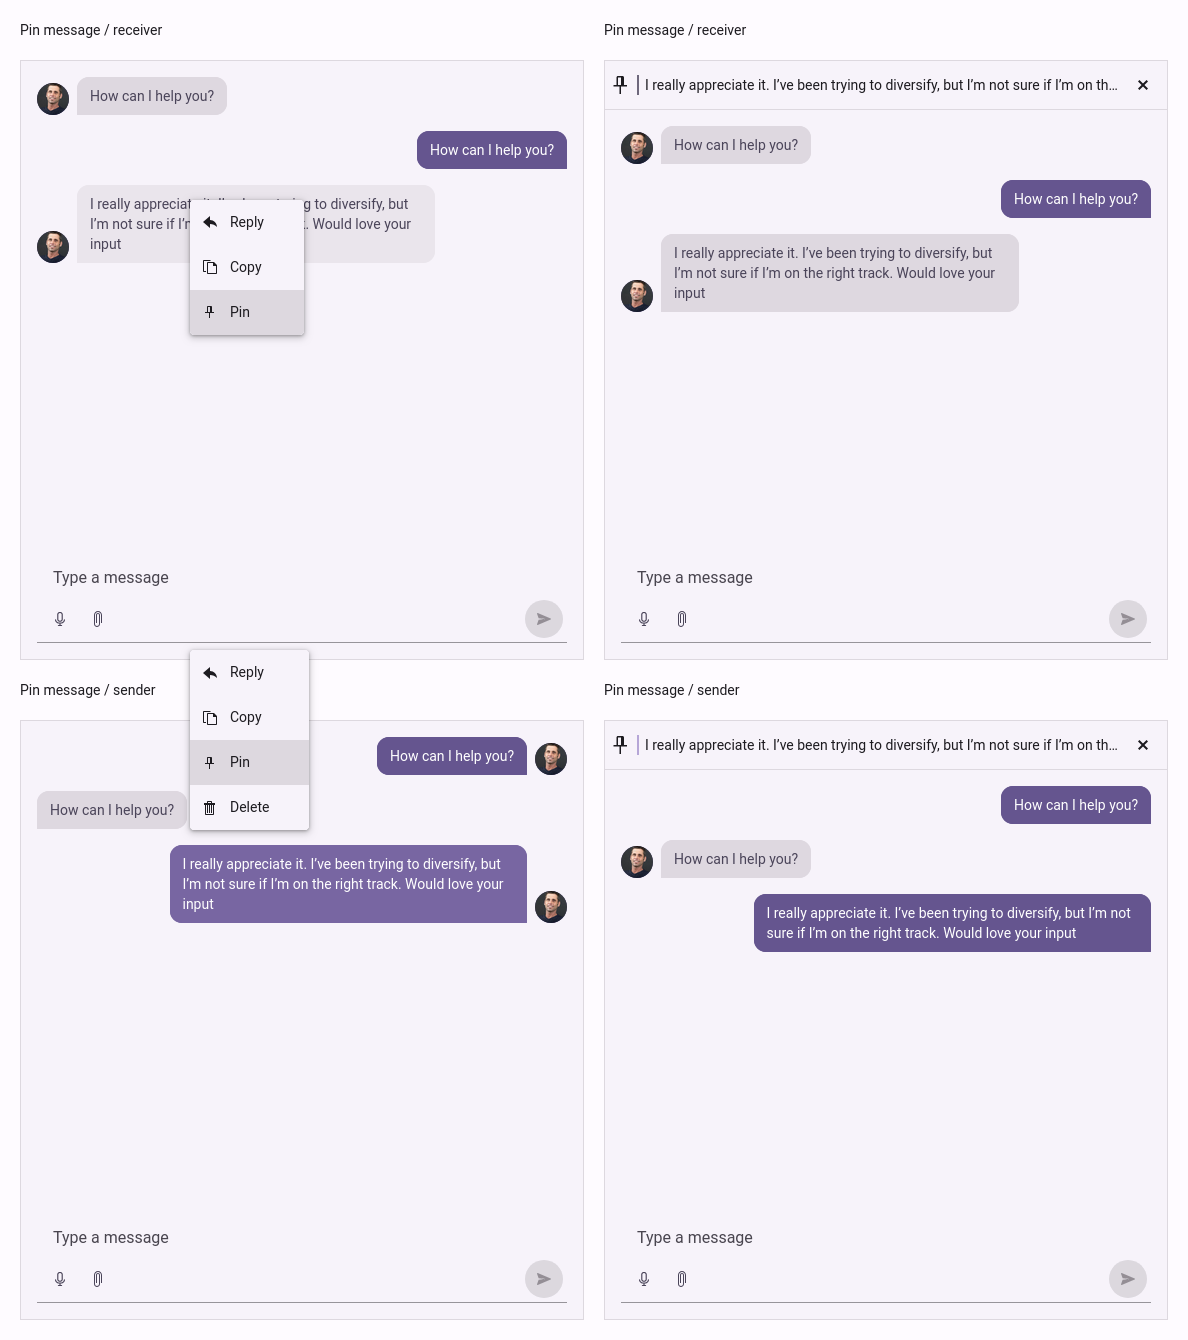 Pin message / receiver
How can I help you?
How can I help you?
I really appreciat
g to diversify, but
I'm not sure if I'm
. Would love your
input
Reply
Copy
Pin
Type a message
Pin message / receiver
I really appreciate it. I've been trying to diversify, but I'm not sure if I'm on th...
How can I help you?
How can I help you?
I really appreciate it. I've been trying to diversify, but
I'm not sure if I'm on the right track. Would love your
input
Type a message
Pin message / sender
Reply
Copy
Pin
Delete
How can I help you?
How can I help you?
I really appreciate it. I've been trying to diversify, but
I'm not sure if I'm on the right track. Would love your
input
Type a message
Pin message / sender
I really appreciate it. I've been trying to diversify, but I'm not sure if I'm on th...
How can I help you?
How can I help you?
I really appreciate it. I've been trying to diversify, but I'm not
sure if I'm on the right track. Would love your input
Type a message